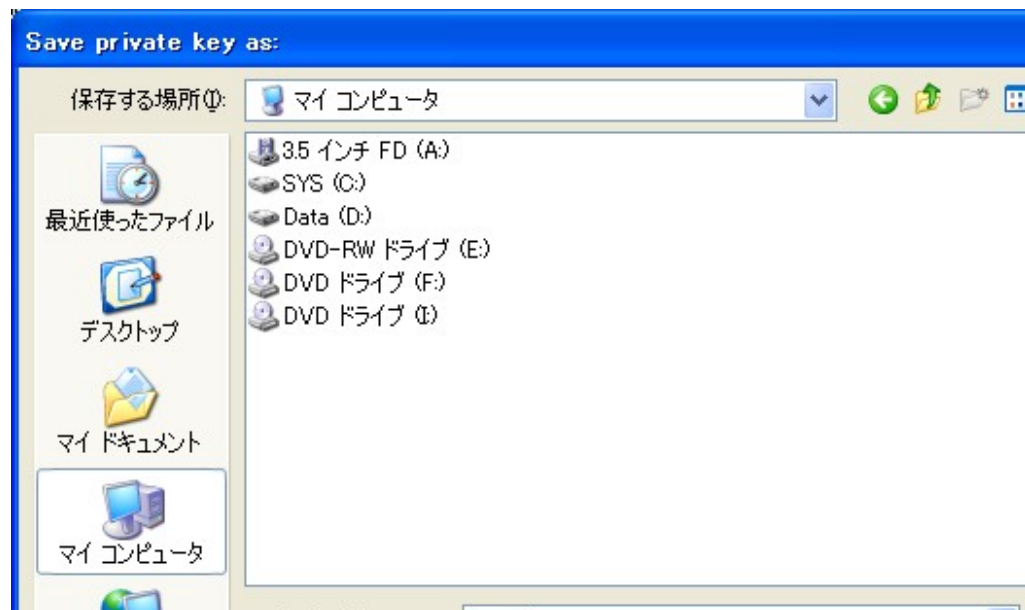 Save private key as:
保存する場所(I):
マイ コンピュータ
3.5 インチ FD (A:)
SYS (C:)
Data (D:)
DVD-RW ドライブ (E:)
DVD ドライブ (F:)
DVD ドライブ (I:)
最近使ったファイル
デスクトップ
マイ ドキュメント
マイ コンピュータ